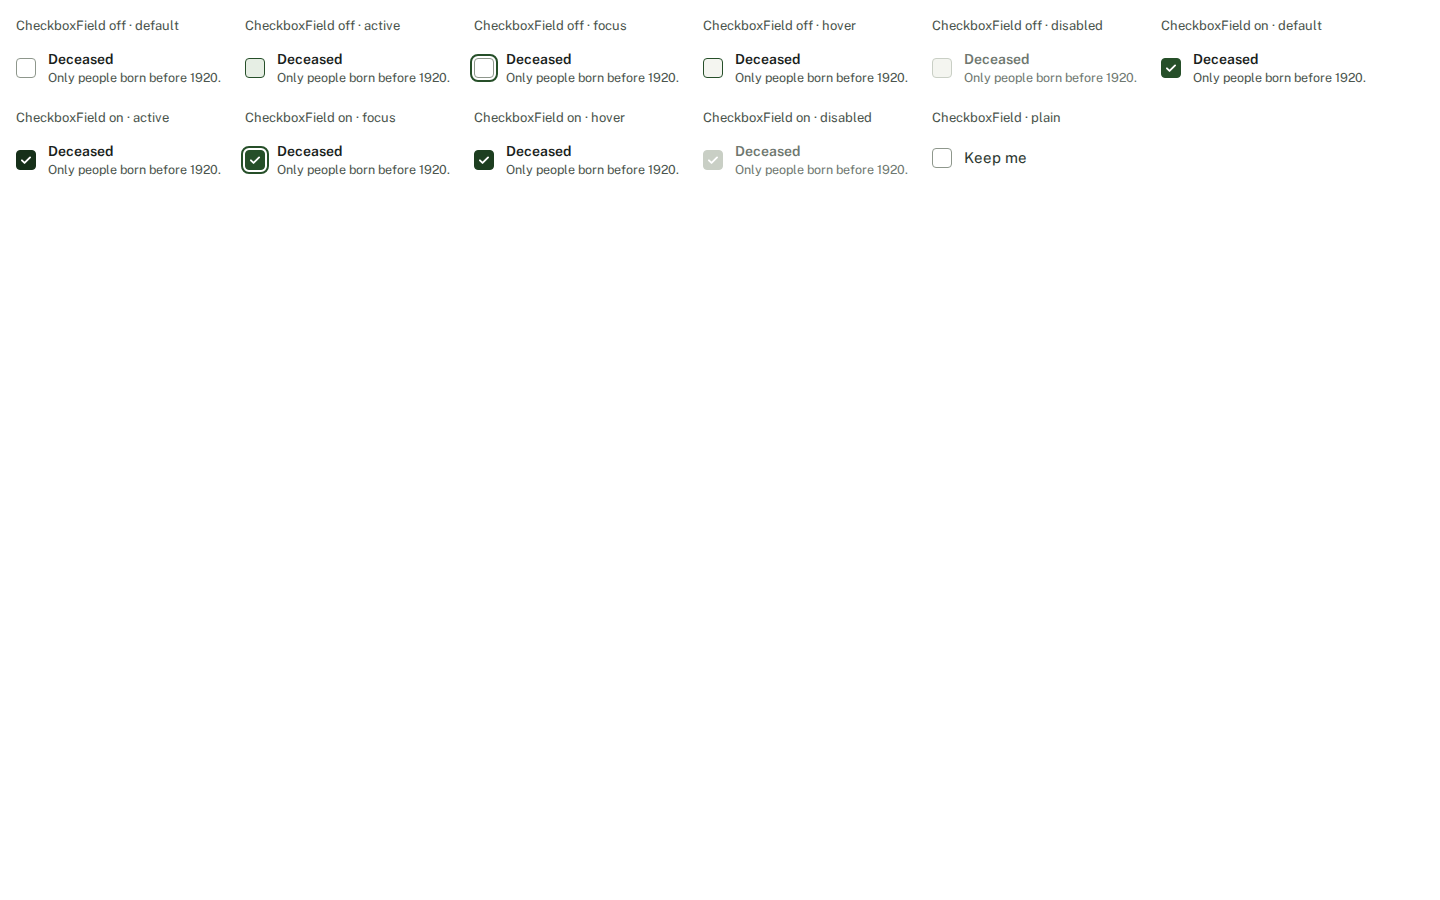 CheckboxField off · default
CheckboxField off · active
CheckboxField off · focus
CheckboxField off · hover
CheckboxField off · disabled
CheckboxField on · default
Deceased
Only people born before 1920.
Deceased
Only people born before 1920.
Deceased
Only people born before 1920.
Deceased
Only people born before 1920.
Deceased
Only people born before 1920.
Deceased
Only people born before 1920.
CheckboxField on · active
CheckboxField on · focus
CheckboxField on · hover
CheckboxField on · disabled
CheckboxField · plain
Deceased
Only people born before 1920.
Deceased
Only people born before 1920.
Deceased
Only people born before 1920.
Deceased
Only people born before 1920.
Keep me